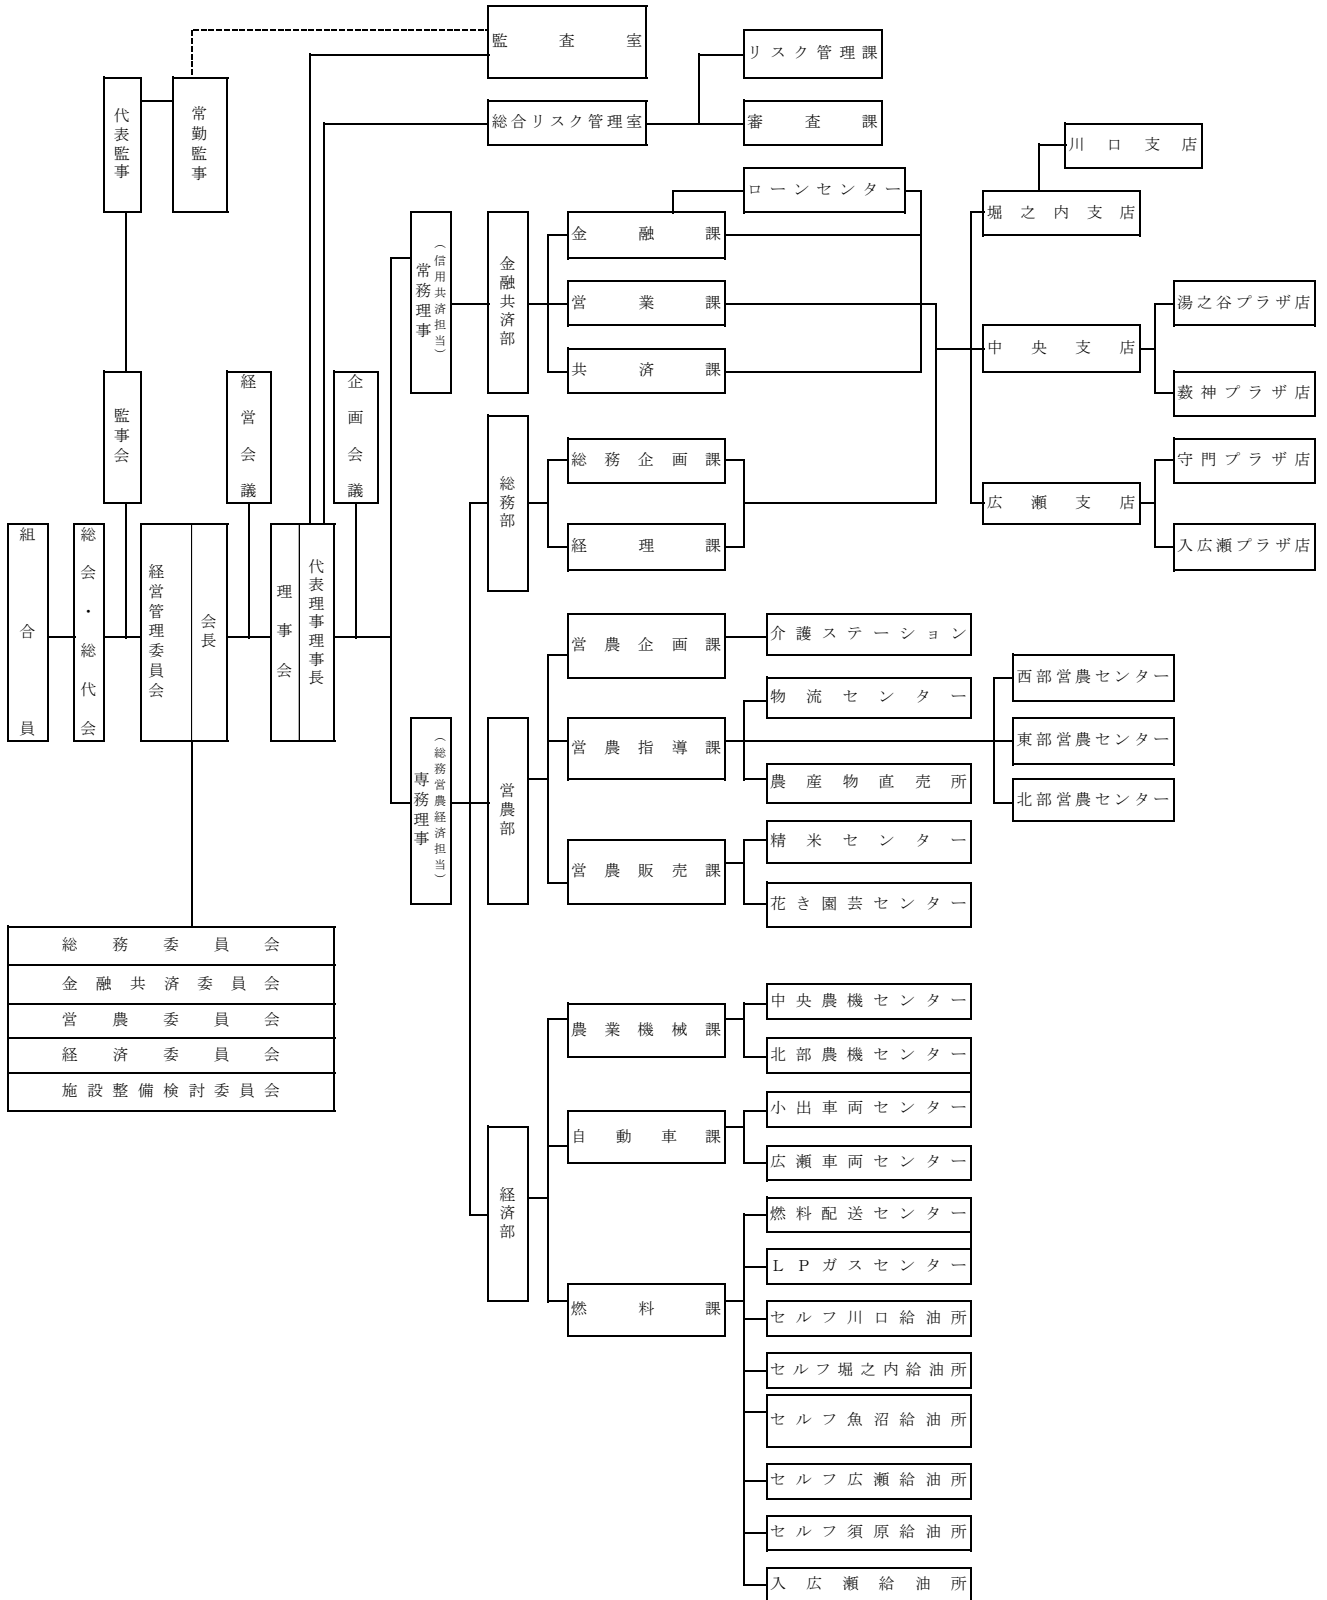 監査室
リスク管理課
総合リスク管理室
審査課
代表監事
常勤監事
川口支店
ローンセンター
堀之内支店
常務理事
（信用共済担当）
金融共済部
金融課
営業課
共済課
中央支店
湯之谷プラザ店
薮神プラザ店
監事会
経営会議
企画会議
総務部
総務企画課
経理課
広瀬支店
守門プラザ店
入広瀬プラザ店
組合員
総会・総代会
経営管理委員会
会長
理事会
代表理事理事長
専務理事
（総務営農経済担当）
営農部
営農企画課
介護ステーション
営農指導課
物流センター
農産物直売所
西部営農センター
東部営農センター
北部営農センター
営農販売課
精米センター
花き園芸センター
総務委員会
金融共済委員会
営農委員会
経済委員会
施設整備検討委員会
経済部
農業機械課
中央農機センター
北部農機センター
自動車課
小出車両センター
広瀬車両センター
燃料課
燃料配送センター
ＬＰガスセンター
セルフ川口給油所
セルフ堀之内給油所
セルフ魚沼給油所
セルフ広瀬給油所
セルフ須原給油所
入広瀬給油所